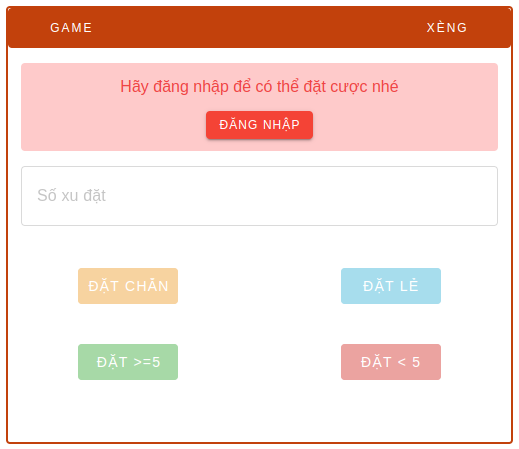 GAME XÈNG
Hãy đăng nhập để có thể đặt cược nhé
ĐĂNG NHẬP
Số xu đặt
ĐẶT CHẴN ĐẶT LẺ
ĐẶT >=5 ĐẶT < 5